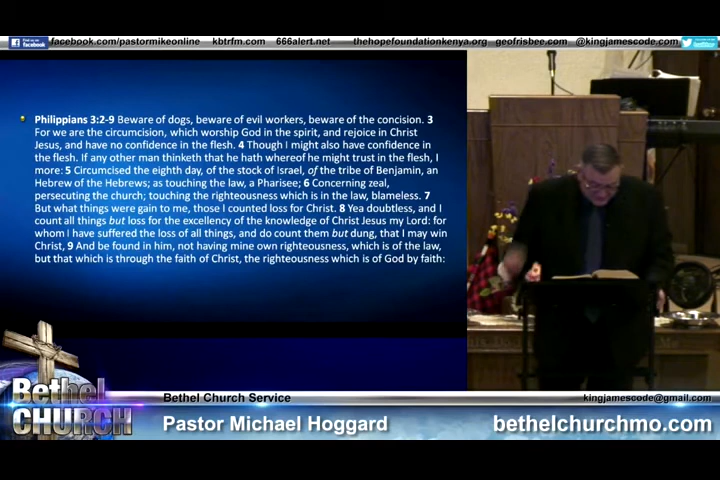 Find us on facebook
facebook.com/pastormikeonline kbtrfm.com 666alert.net thehopefoundationkenya.org geofrisbee.com @kingjamescode.com
Philippians 3:2-9 Beware of dogs, beware of evil workers, beware of the concision. 3
For we are the circumcision, which worship God in the spirit, and rejoice in Christ
Jesus, and have no confidence in the flesh. 4 Though I might also have confidence in
the flesh. If any other man thinketh that he hath whereof he might trust in the flesh, I
more: 5 Circumcised the eighth day, of the stock of Israel, of the tribe of Benjamin, an
Hebrew of the Hebrews; as touching the law, a Pharisee; 6 Concerning zeal,
persecuting the church; touching the righteousness which is in the law, blameless. 7
But what things were gain to me, those I counted loss for Christ. 8 Yea doubtless, and I
count all things but loss for the excellency of the knowledge of Christ Jesus my Lord: for
whom I have suffered the loss of all things, and do count them but dung, that I may win
Christ, 9 And be found in him, not having mine own righteousness, which is of the law,
but that which is through the faith of Christ, the righteousness which is of God by faith:
Bethel
CHURCH
Bethel Church Service
kingjamescode@gmail.com
Pastor Michael Hoggard
bethelchurchmo.com